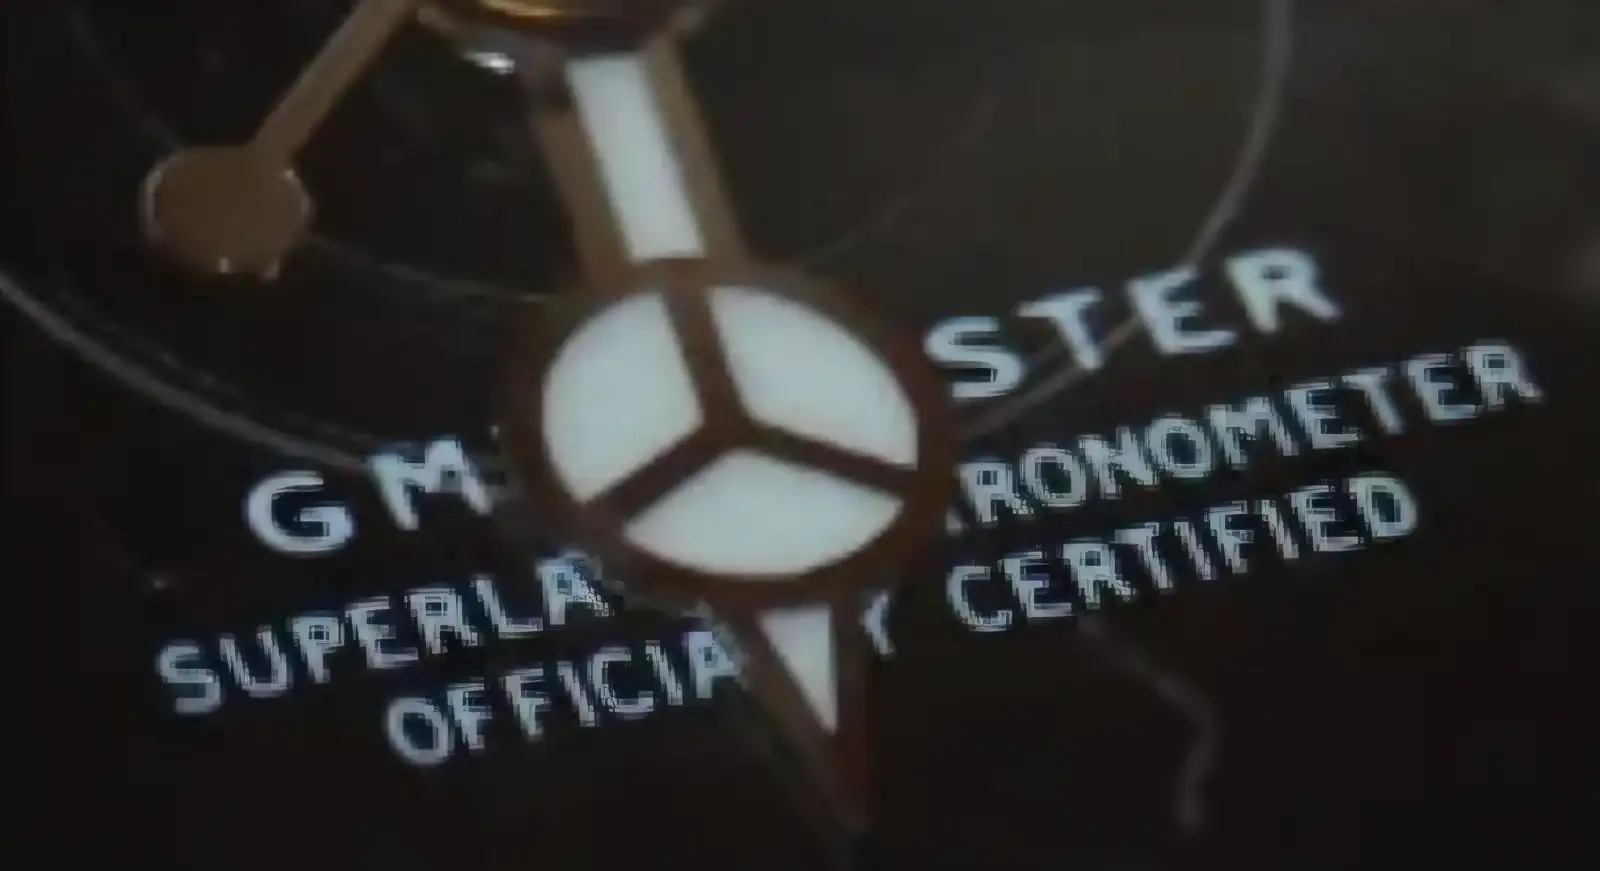 GM STER
SUPERLA RONOMETER
OFFICIA Y CERTIFIED